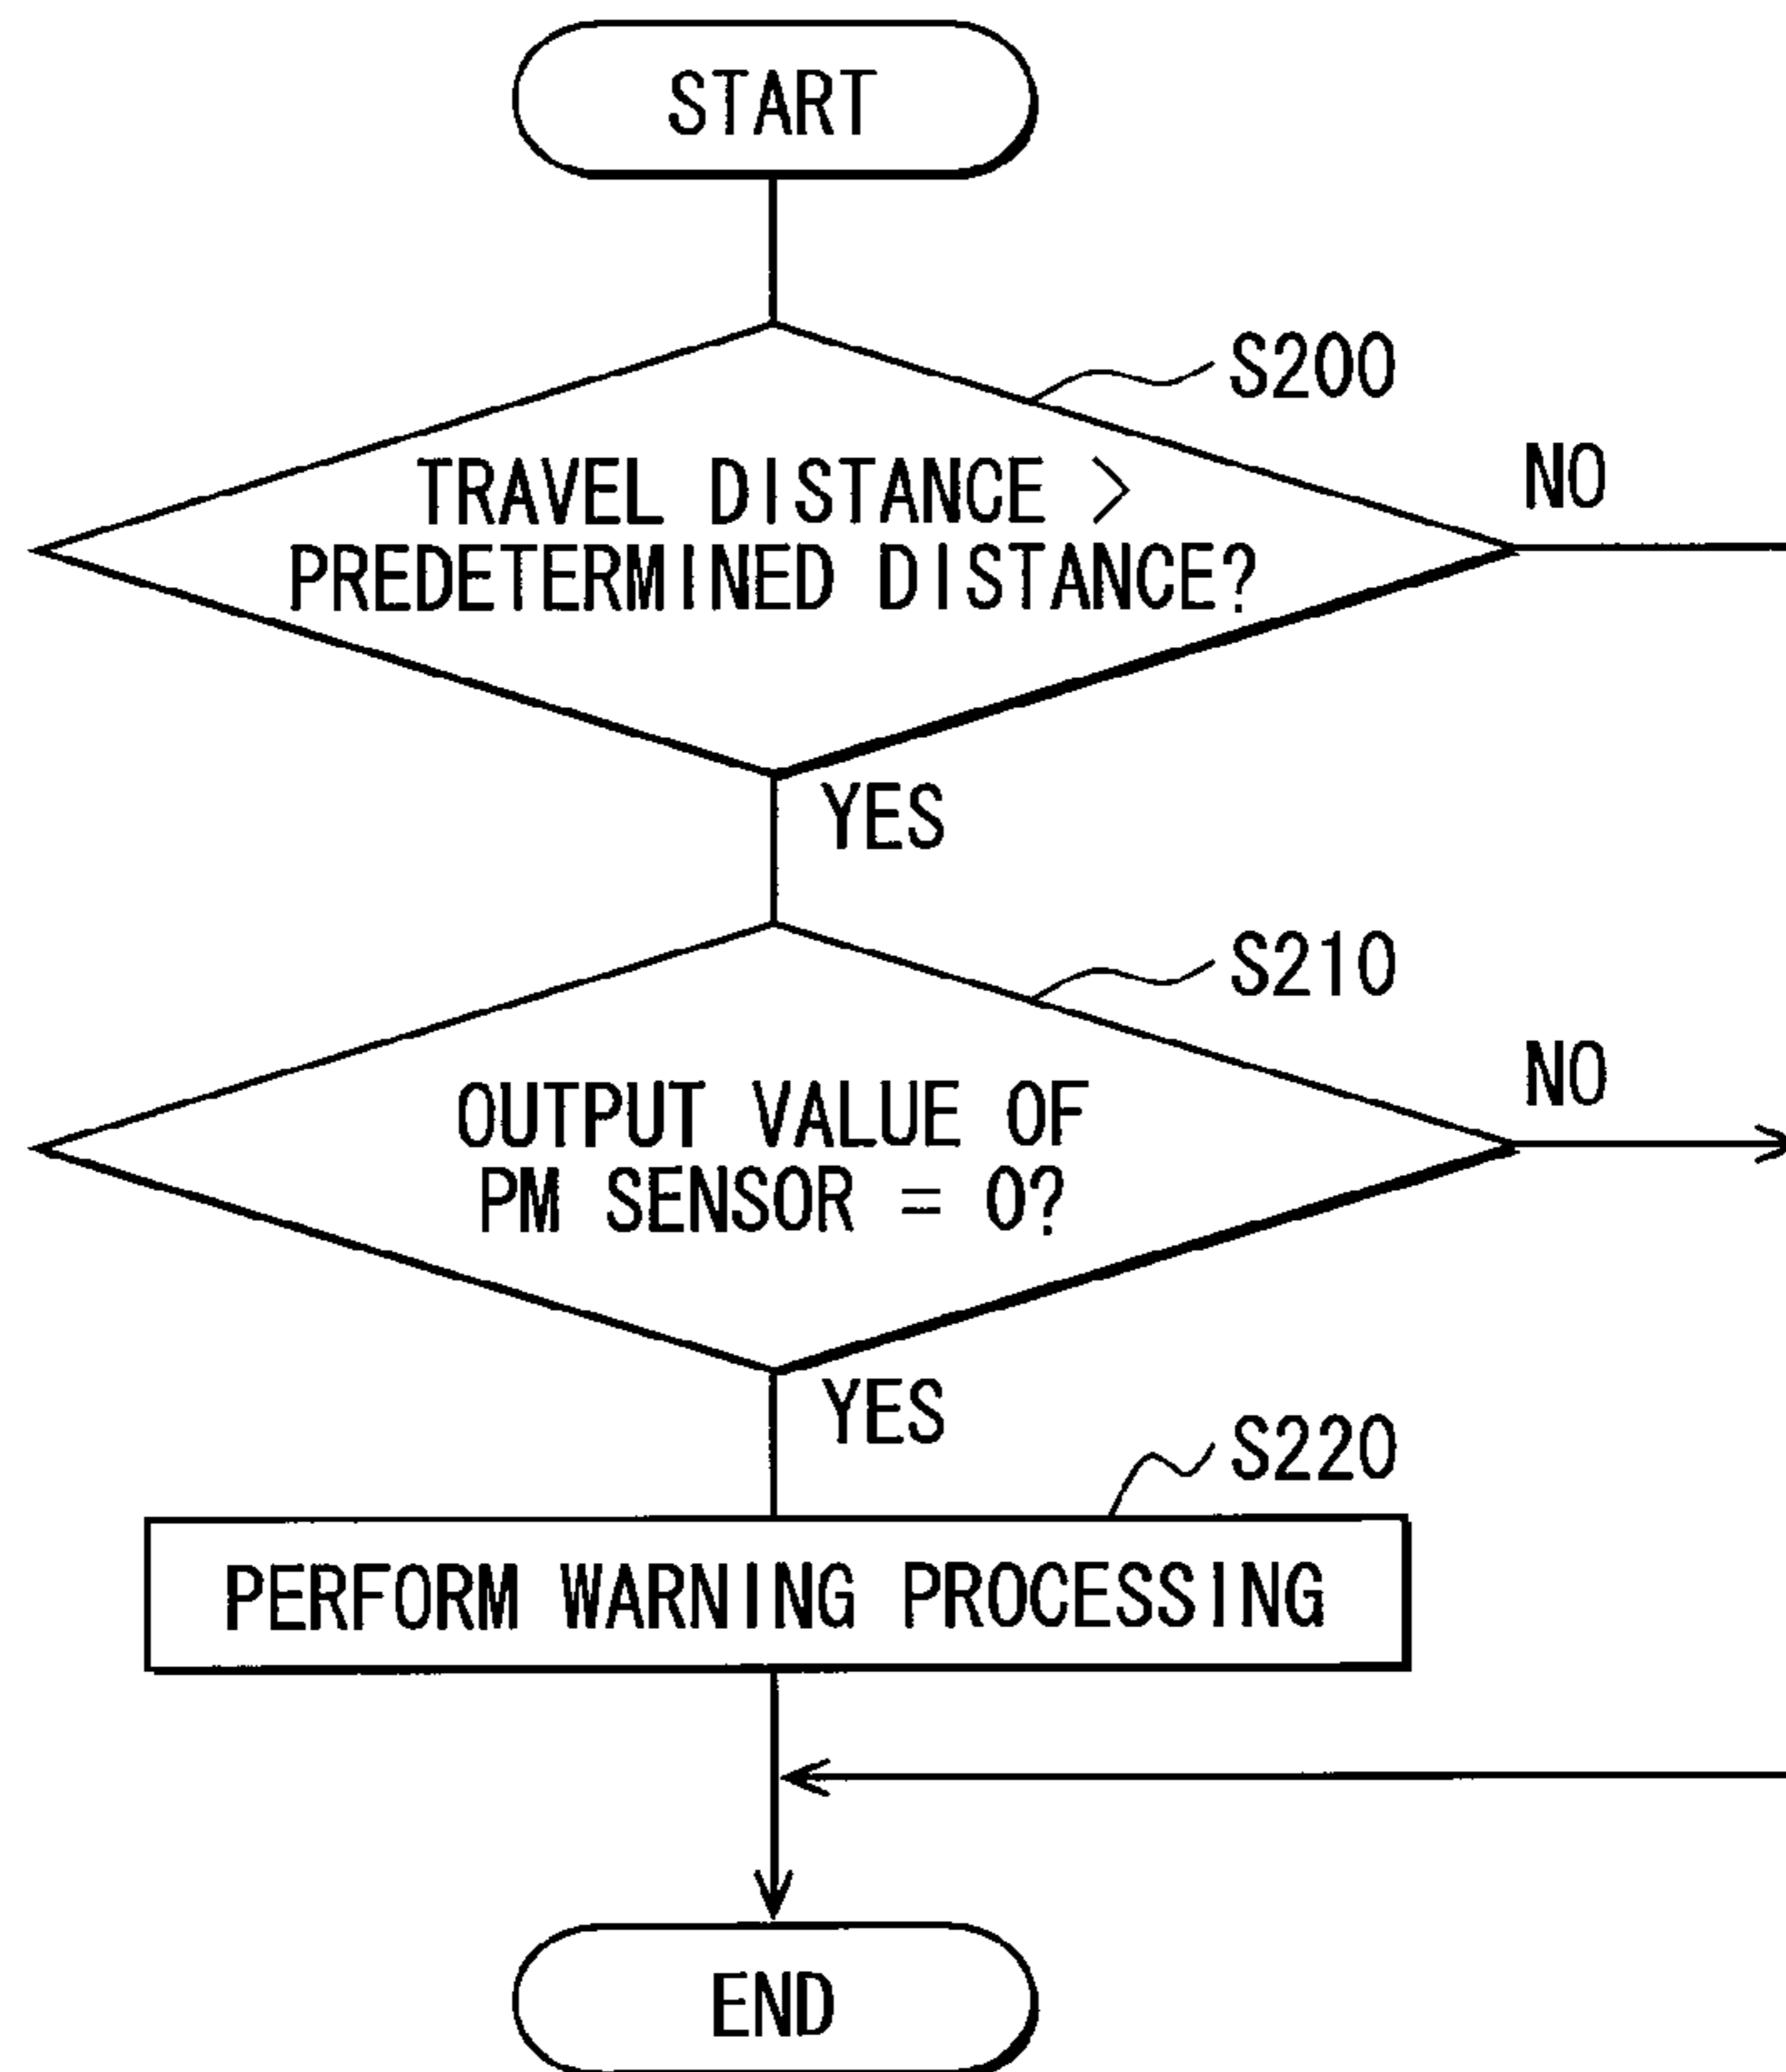 START
S200
TRAVEL DISTANCE >
PREDETERMINED DISTANCE?
NO
YES
S210
OUTPUT VALUE OF
PM SENSOR = 0?
NO
YES
S220
PERFORM WARNING PROCESSING
END